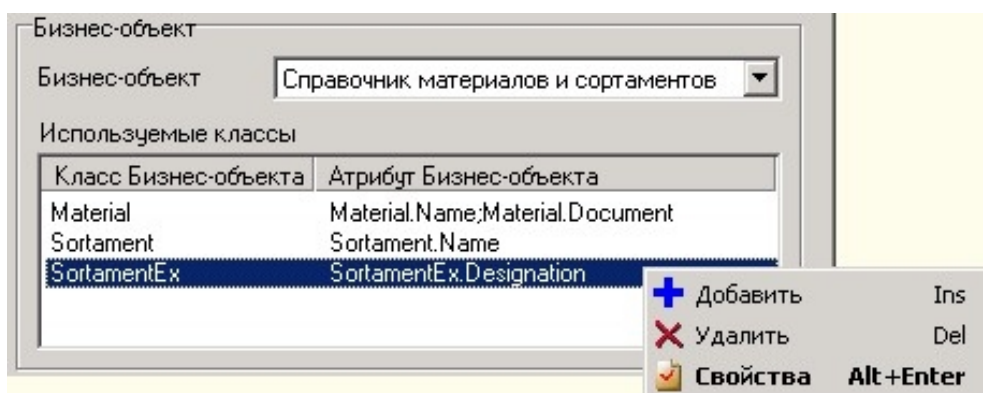 Бизнес-объект
Бизнес-объект Справочник материалов и сортаментов
Используемые классы
Класс Бизнес-объекта Атрибут Бизнес-объекта
Material Material.Name;Material.Document
Sortament Sortament.Name
SortamentEx SortamentEx.Designation
Добавить Ins
Удалить Del
Свойства Alt+Enter